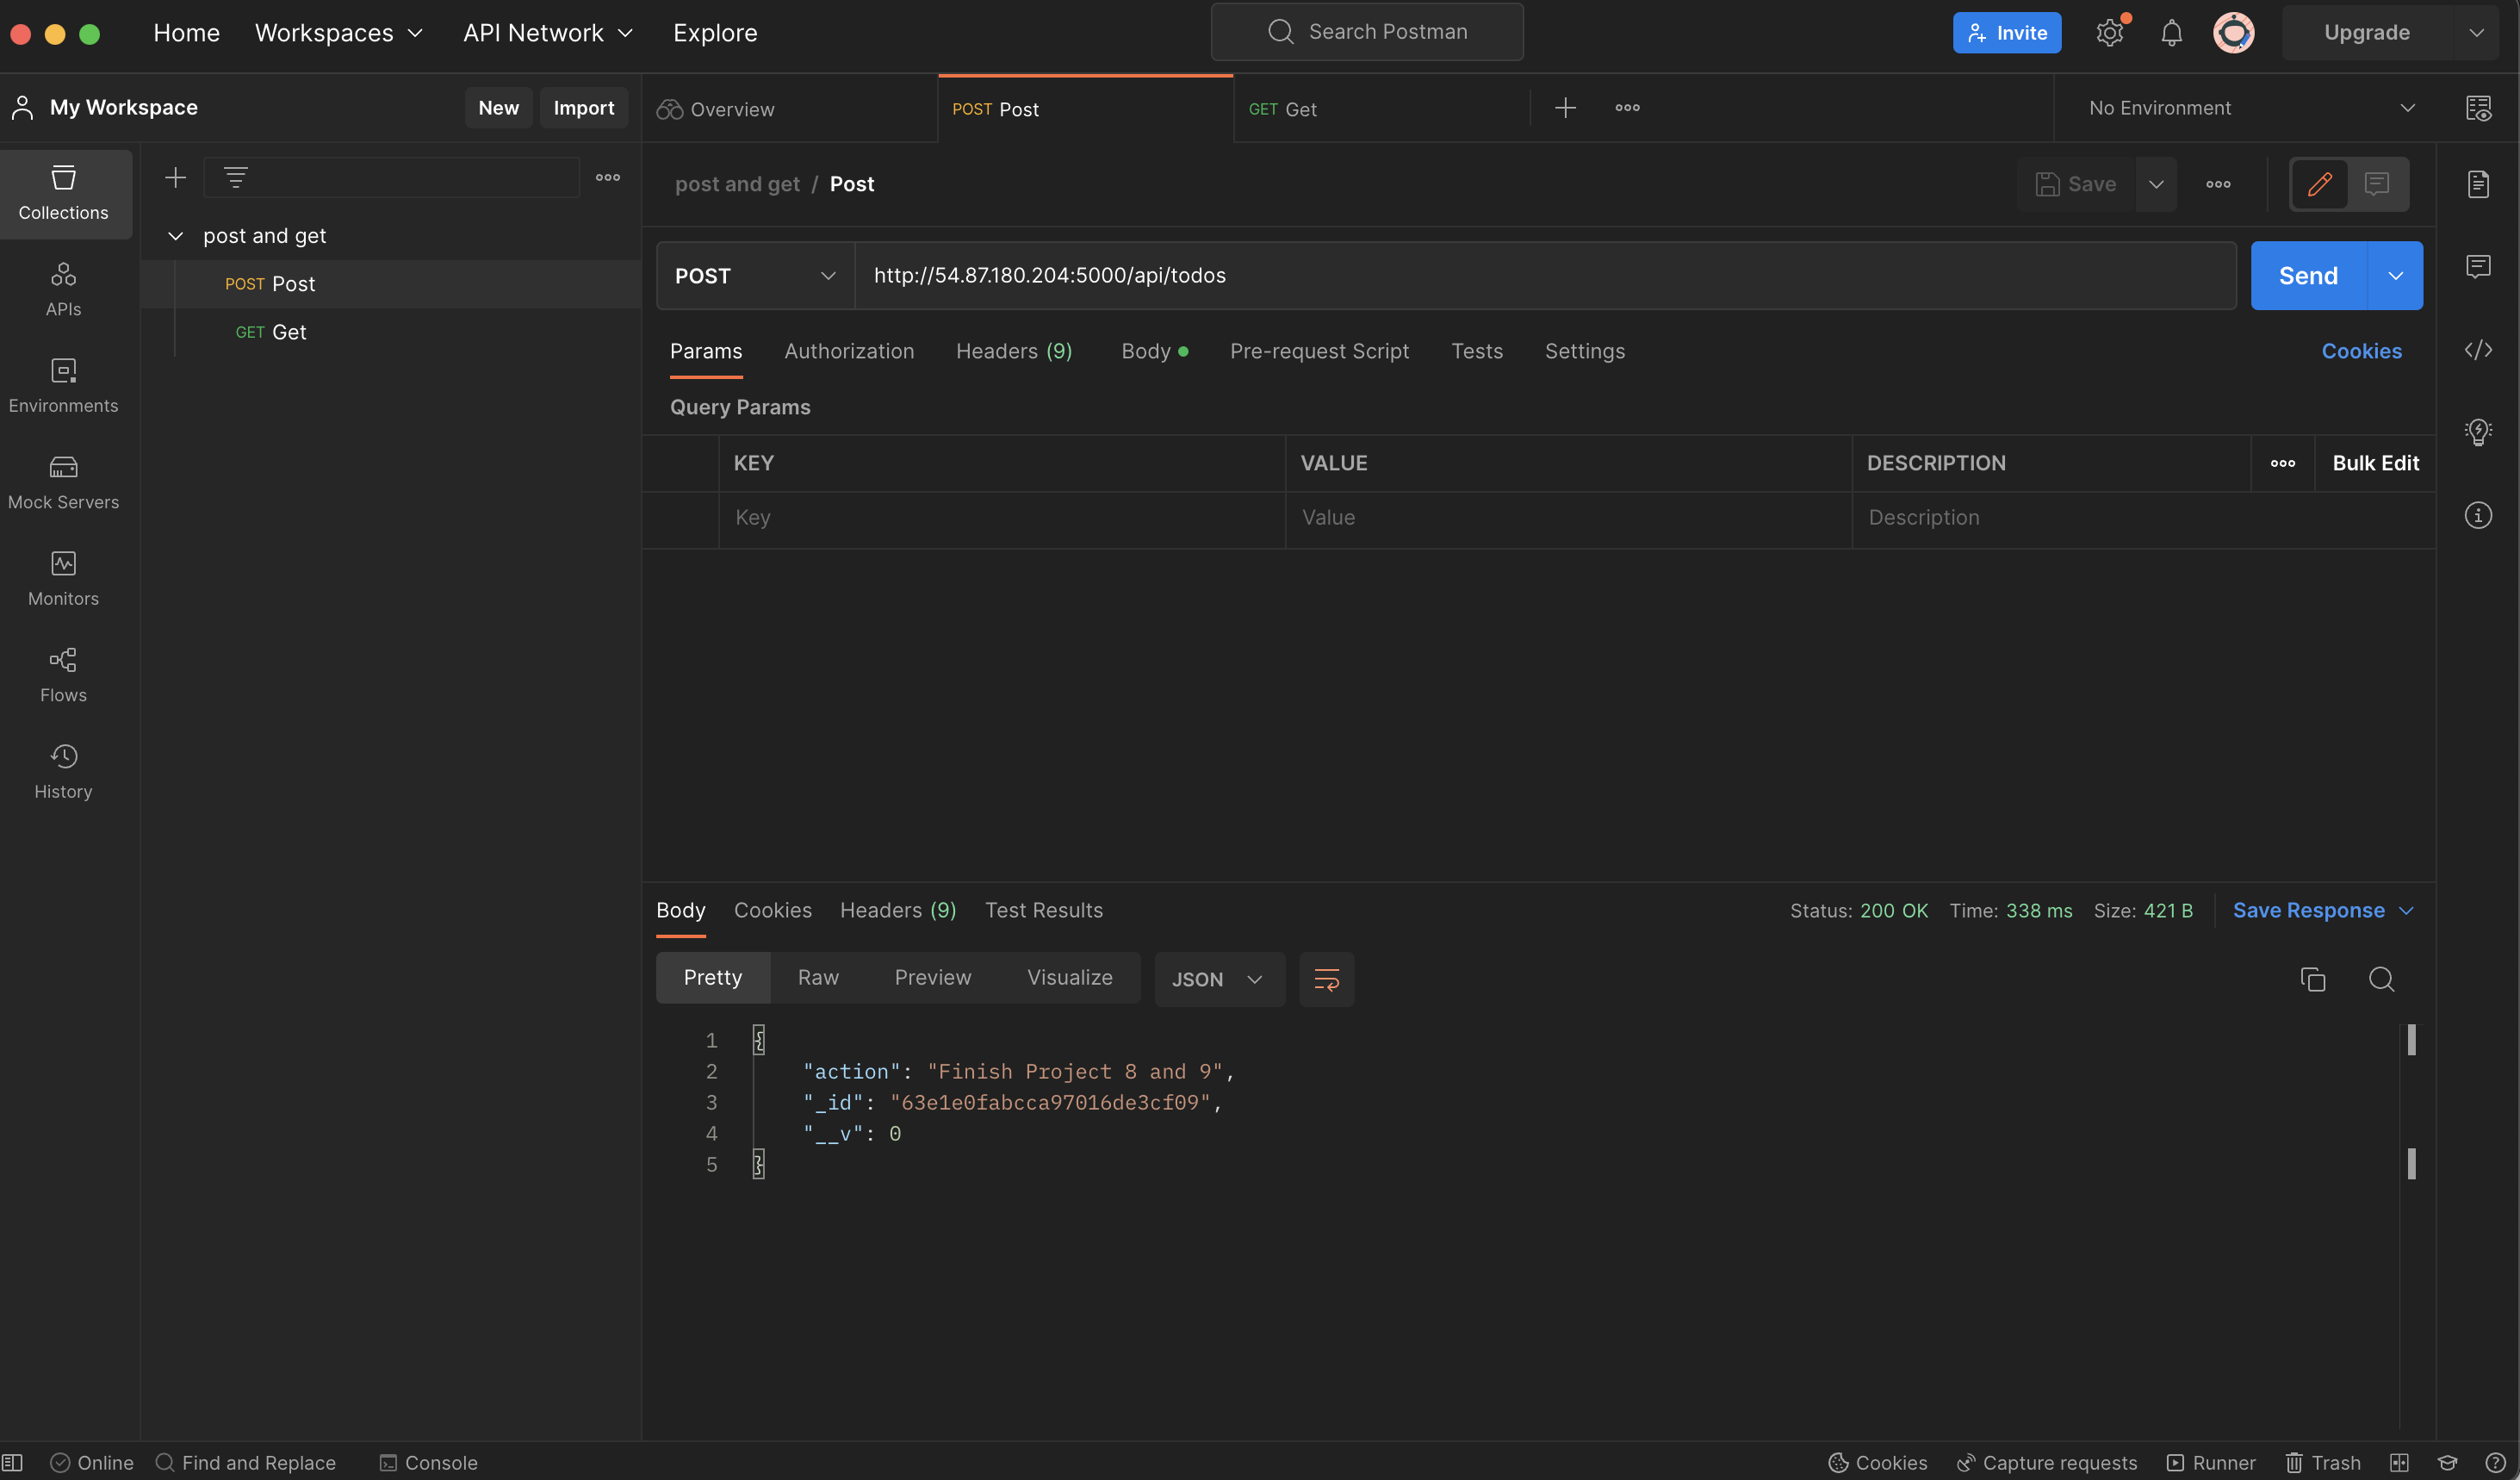 Home Workspaces API Network Explore Search Postman Invite Upgrade
My Workspace New Import Overview POST Post GET Get No Environment
Collections
APIs
Environments
Mock Servers
Monitors
Flows
History
post and get
POST Post
GET Get
post and get / Post Save
POST http://54.87.180.204:5000/api/todos Send
Params Authorization Headers (9) Body Pre-request Script Tests Settings Cookies
Query Params
KEY VALUE DESCRIPTION Bulk Edit
Key Value Description
Body Cookies Headers (9) Test Results Status: 200 OK Time: 338 ms Size: 421 B Save Response
Pretty Raw Preview Visualize JSON
1 {
2 "action": "Finish Project 8 and 9",
3 "_id": "63e1e0fabcca97016de3cf09",
4 "__v": 0
5 }
Online Find and Replace Console Cookies Capture requests Runner Trash